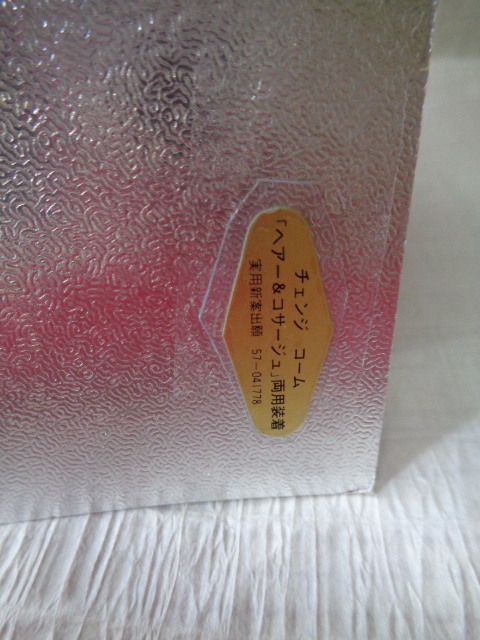 チェンジ コーム
「ヘアー&コサージュ」両用装着
実用新案出願 57-041778